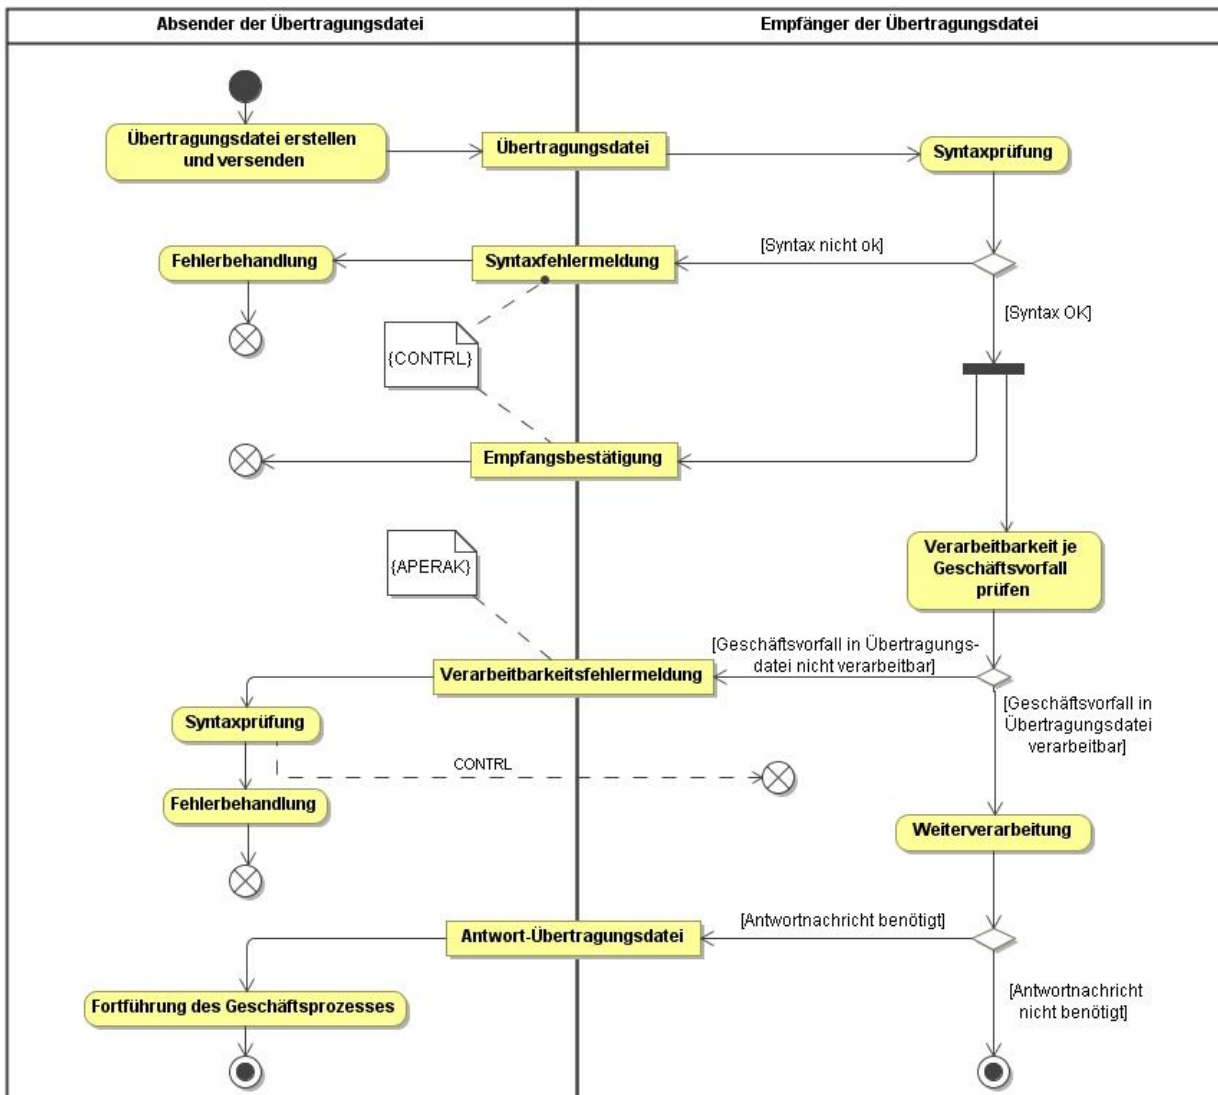 Absender der Übertragungsdatei
Empfänger der Übertragungsdatei
Übertragungsdatei erstellen
und versenden
Übertragungsdatei
Syntaxprüfung
[Syntax nicht ok]
Syntaxfehlermeldung
Fehlerbehandlung
[Syntax OK]
{CONTRL}
Empfangsbestätigung
{APERAK}
Verarbeitbarkeit je
Geschäftsvorfall
prüfen
[Geschäftsvorfall in Übertragungs-
datei nicht verarbeitbar]
Verarbeitbarkeitsfehlermeldung
[Geschäftsvorfall in
Übertragungsdatei
verarbeitbar]
Syntaxprüfung
CONTRL
Fehlerbehandlung
Weiterverarbeitung
[Antwortnachricht benötigt]
Antwort-Übertragungsdatei
Fortführung des Geschäftsprozesses
[Antwortnachricht
nicht benötigt]